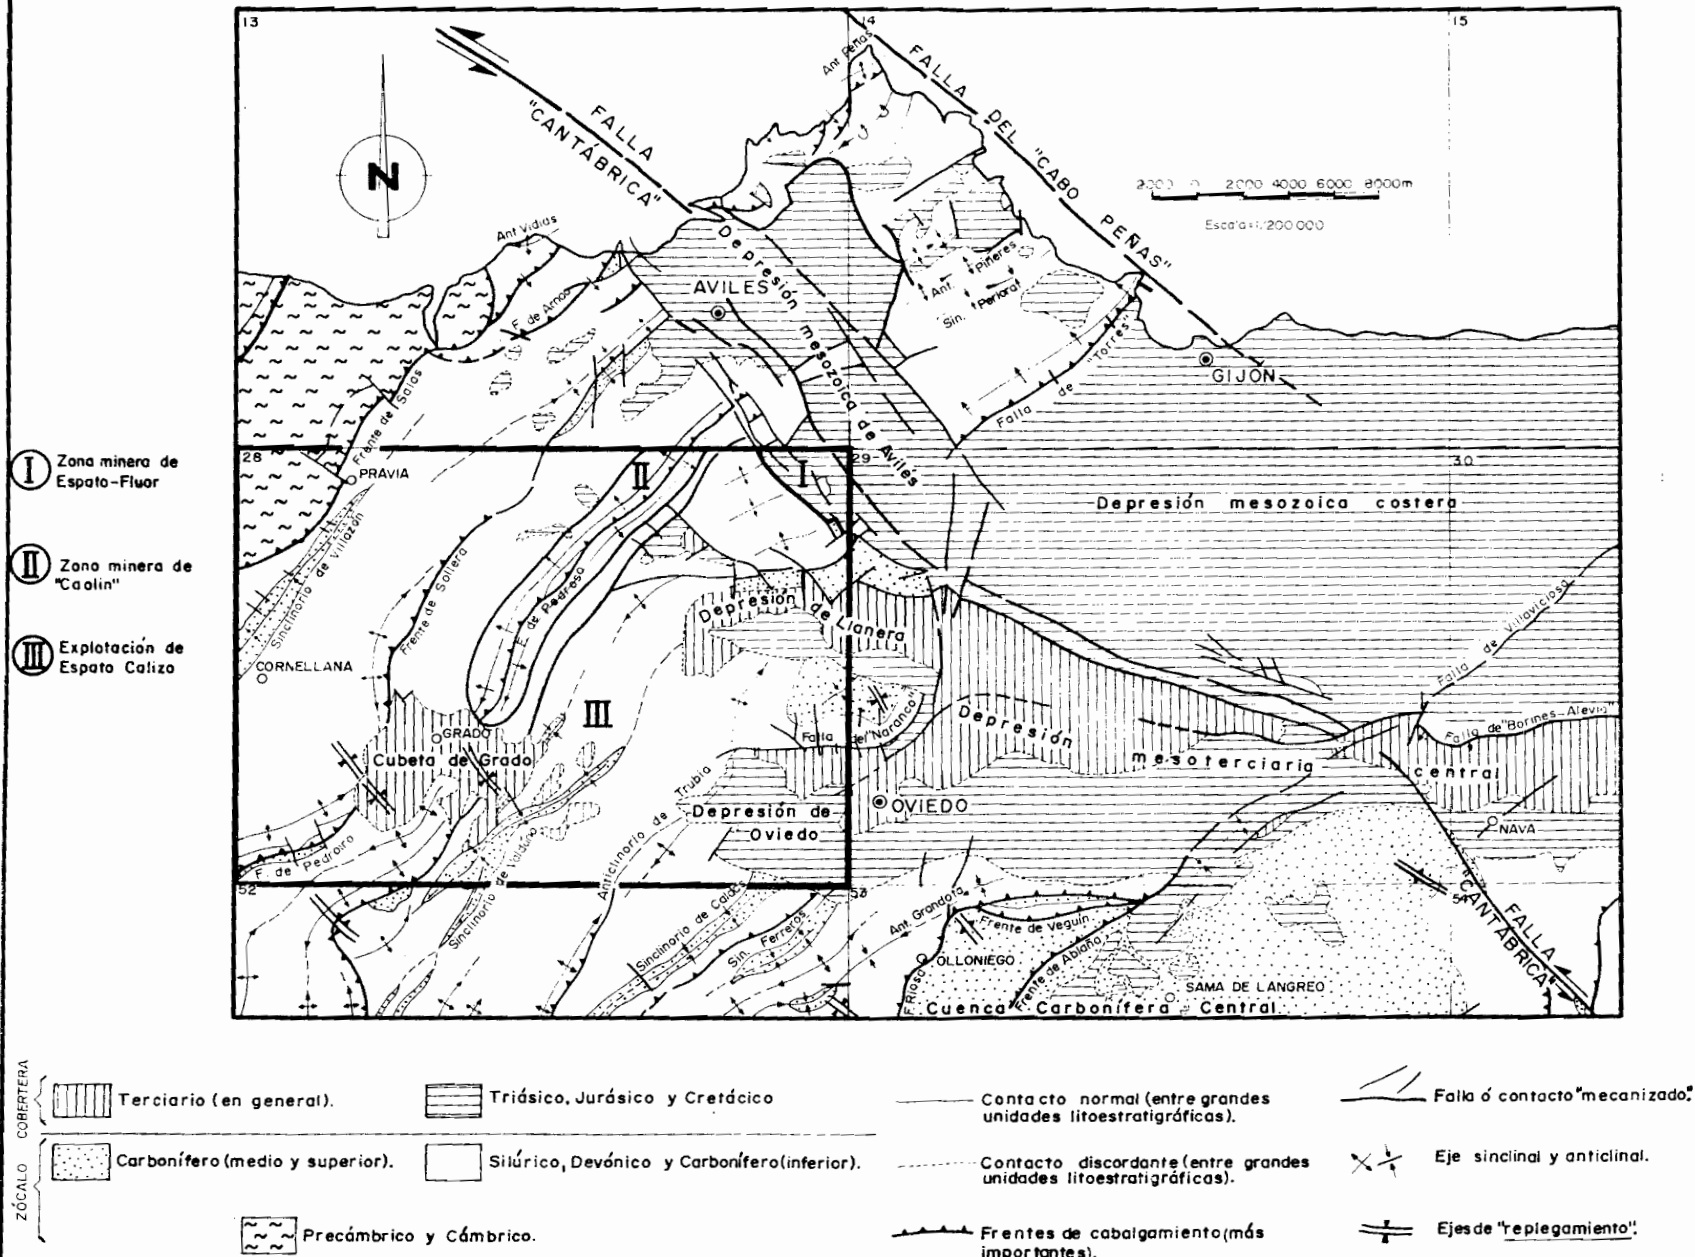 13
14
15
Ant Peñas
FALLA
"CANTÁBRICA"
FALLA DEL "CABO PEÑAS"
N
2000 0 2000 4000 6000 8000m
Escala=1/200 000
Ant Vidias
Depresión mesozoica de Avilés
AVILES
F. de Arnao
Ant. Piñeres
Sin. Perlora
Falla de "Torres"
GIJON
Frente de Salas
28
29
30
I Zona minera de
Espato-Fluor
PRAVIA
II
I
Depresión mesozoica costera
II Zona minera de
"Caolin"
Sinclinorio de Villazón
Frente de Sollera
E. de Pedroso
Depresión de Llanera
III Explotación de
Espato Calizo
CORNELLANA
Falla de Villaviciosa
III
GRADO
Cubeta de Grado
Falla del "Naranco"
Depresión mesoterciaria central
Falla de "Borines-Alevia"
Anticlinorio de Trubia
Depresión de
Oviedo
OVIEDO
NAVA
F. de Pedroiro
52
53
54
Sinclinorio de Valduno
Sinclinorio de Caldas
Sin. Ferreros
Ant. Grandota
Frente de Veguín
OLLONIEGO
Frente de Ablaña
F. Riosa
SAMA DE LANGREO
Cuenca Carbonífera Central
FALLA
"CANTÁBRICA"
COBERTERA
Terciario (en general).
Triásico, Jurásico y Cretácico
Contacto normal (entre grandes
unidades litoestratigráficas).
Falla ó contacto "mecanizado".
ZÓCALO
Carbonífero (medio y superior).
Silúrico, Devónico y Carbonífero (inferior).
Contacto discordante (entre grandes
unidades litoestratigráficas).
Eje sinclinal y anticlinal.
Precámbrico y Cámbrico.
Frentes de cabalgamiento (más
importantes).
Ejes de "replegamiento".